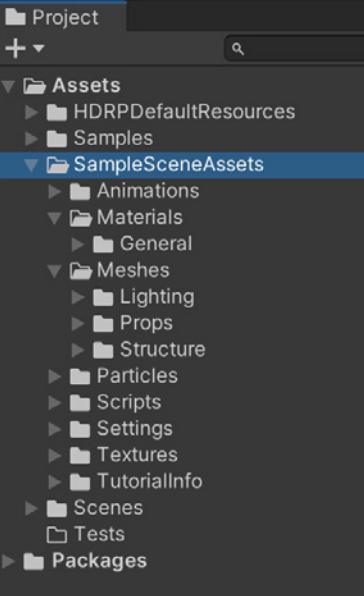 Project
Assets
HDRPDefaultResources
Samples
SampleSceneAssets
Animations
Materials
General
Meshes
Lighting
Props
Structure
Particles
Scripts
Settings
Textures
TutorialInfo
Scenes
Tests
Packages